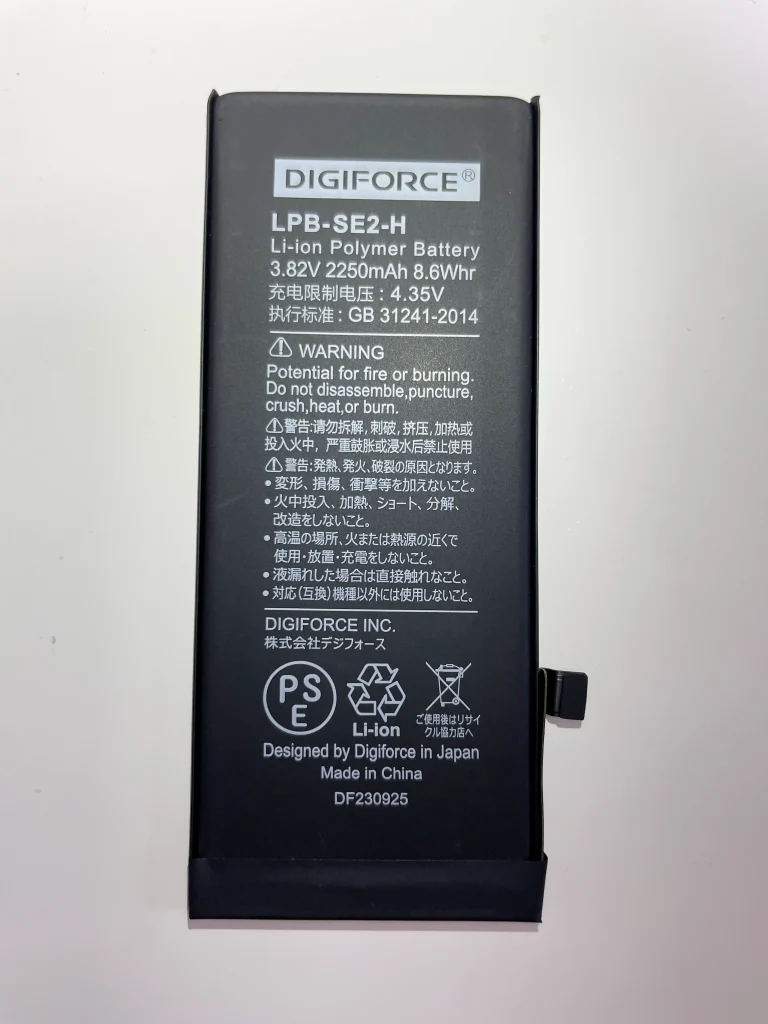 DIGIFORCE®
LPB-SE2-H
Li-ion Polymer Battery
3.82V 2250mAh 8.6Whr
充电限制电压：4.35V
执行标准：GB 31241-2014
⚠ WARNING
Potential for fire or burning.
Do not disassemble,puncture,
crush,heat,or burn.
⚠警告:请勿拆解,刺破,挤压,加热或
投入火中，严重鼓胀或浸水后禁止使用
⚠警告:発熱、発火、破裂の原因となります。
•変形、損傷、衝撃等を加えないこと。
•火中投入、加熱、ショート、分解、
改造をしないこと。
•高温の場所、火または熱源の近くで
使用・放置・充電をしないこと。
•液漏れした場合は直接触れなこと。
•対応(互換)機種以外には使用しないこと。
DIGIFORCE INC.
株式会社デジフォース
PS
E
Li-ion
ご使用後はリサイ
クル協力店へ
Designed by Digiforce in Japan
Made in China
DF230925